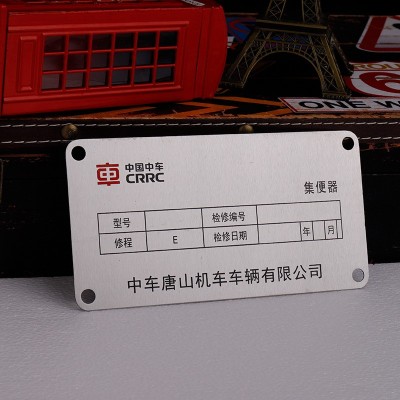 ONE W
中国中车
CRRC
集便器
型号 检修编号
修程 E 检修日期 年 月
中车唐山机车车辆有限公司